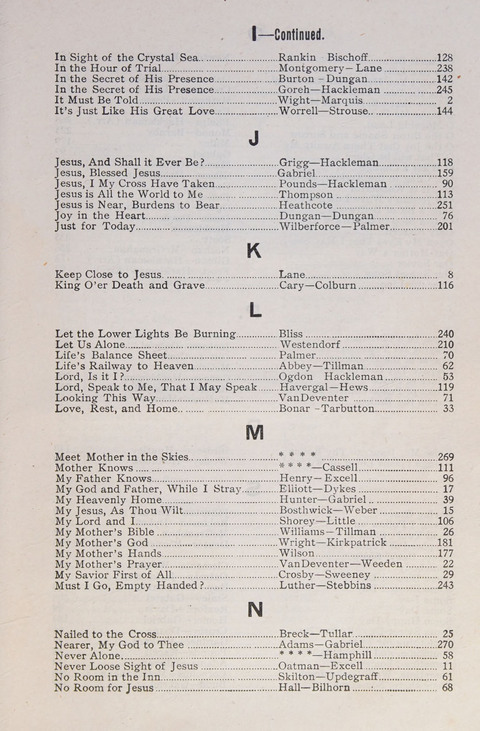 I—Continued.
In Sight of the Crystal Sea.. Rankin Bischoff 128
In the Hour of Trial Montgomery—Lane 238
In the Secret of His Presence Burton-Dungan 142
In the Secret of His Presence Goreh—Hackleman 245
It Must Be Told Wight—Marquis 2
It's Just Like His Great Love Worrell—Strouse.. 144
J
Jesus, And Shall it Ever Be? Grigg—Hackleman 118
Jesus, Blessed Jesus Gabriel 159
Jesus, I My Cross Have Taken Pounds—Hackleman 90
Jesus is All the World to Me Thompson 113
Jesus is Near, Burdens to Bear Heathcote 251
Joy in the Heart Dungan—Dungan 76
Just for Today Wilberforce—Palmer 201
K
Keep Close to Jesus Lane 8
King O'er Death and Grave Cary—Colburn 116
L
Let the Lower Lights Be Burning Bliss 240
Let Us Alone Westendorf 210
Life's Balance Sheet Palmer 70
Life's Railway to Heaven Abbey—Tillman 62
Lord, Is it I? Ogdon Hackleman 53
Lord, Speak to Me, That I May Speak Havergal—Hews 119
Looking This Way VanDeventer 71
Love, Rest, and Home Bonar-Tarbutton 33
M
Meet Mother in the Skies * * * * 269
Mother Knows * * * *—Cassell 111
My Father Knows Henry—Excell 96
My God and Father, While I Stray Elliott—Dykes 17
My Heavenly Home Hunter—Gabriel 39
My Jesus, As Thou Wilt Bosthwick—Weber 15
My Lord and I Shorey—Little 106
My Mother's Bible Williams—Tillman 26
My Mother's God Wright—Kirkpatrick 181
My Mother's Hands Wilson 177
My Mother's Prayer VanDeventer—Weeden 22
My Savior First of All Crosby—Sweeney 29
Must I Go, Empty Handed? Luther—Stebbins 243
N
Nailed to the Cross Breck—Tullar 25
Nearer, My God to Thee Adams—Gabriel 270
Never Alone * * * *—Hamphill 58
Never Loose Sight of Jesus Oatman—Excell 11
No Room in the Inn Skilton—Updegraff 61
No Room for Jesus Hall—Bilhorn 68